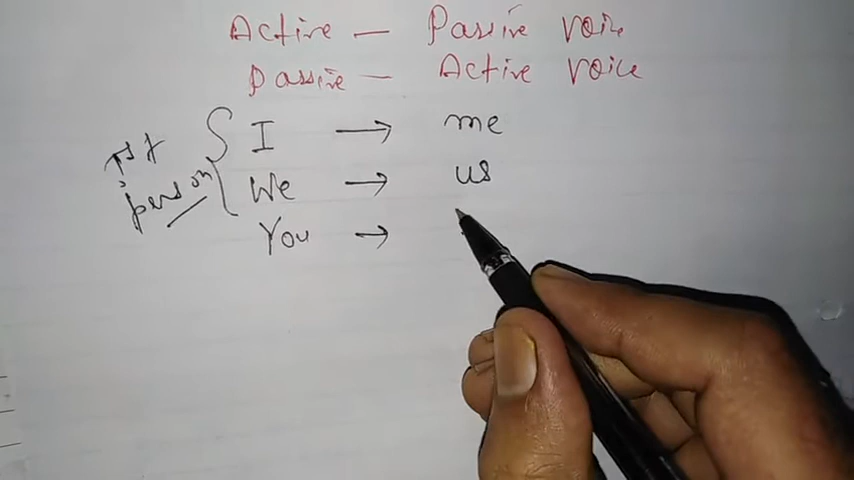 Active — Passive Voice
Passive — Active Voice
1st person { I → me
We → us
You →